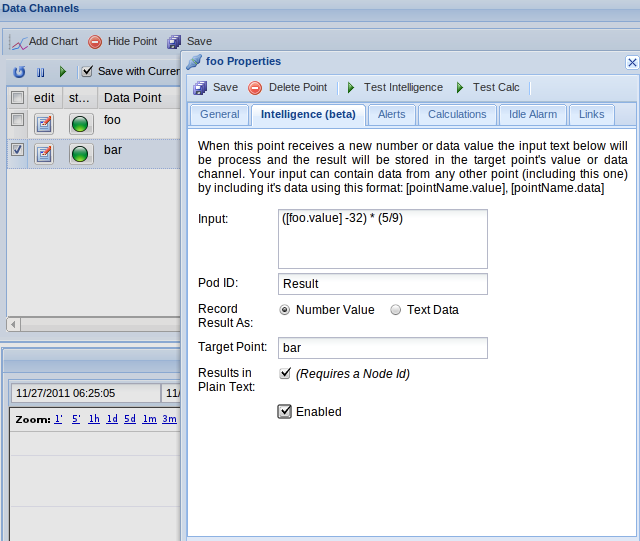 Data Channels
Add Chart Hide Point Save
Save with Curren
edit st... Data Point
foo
bar
11/27/2011 06:25:05 11/
Zoom: 1' 5' 1h 1d 5d 1m 3m
foo Properties
Save Delete Point Test Intelligence Test Calc
General Intelligence (beta) Alerts Calculations Idle Alarm Links
When this point receives a new number or data value the input text below will
be process and the result will be stored in the target point's value or data
channel. Your input can contain data from any other point (including this one)
by including it's data using this format: [pointName.value], [pointName.data]
Input: ([foo.value] -32) * (5/9)
Pod ID: Result
Record
Result As: Number Value Text Data
Target Point: bar
Results in
Plain Text: (Requires a Node Id)
Enabled